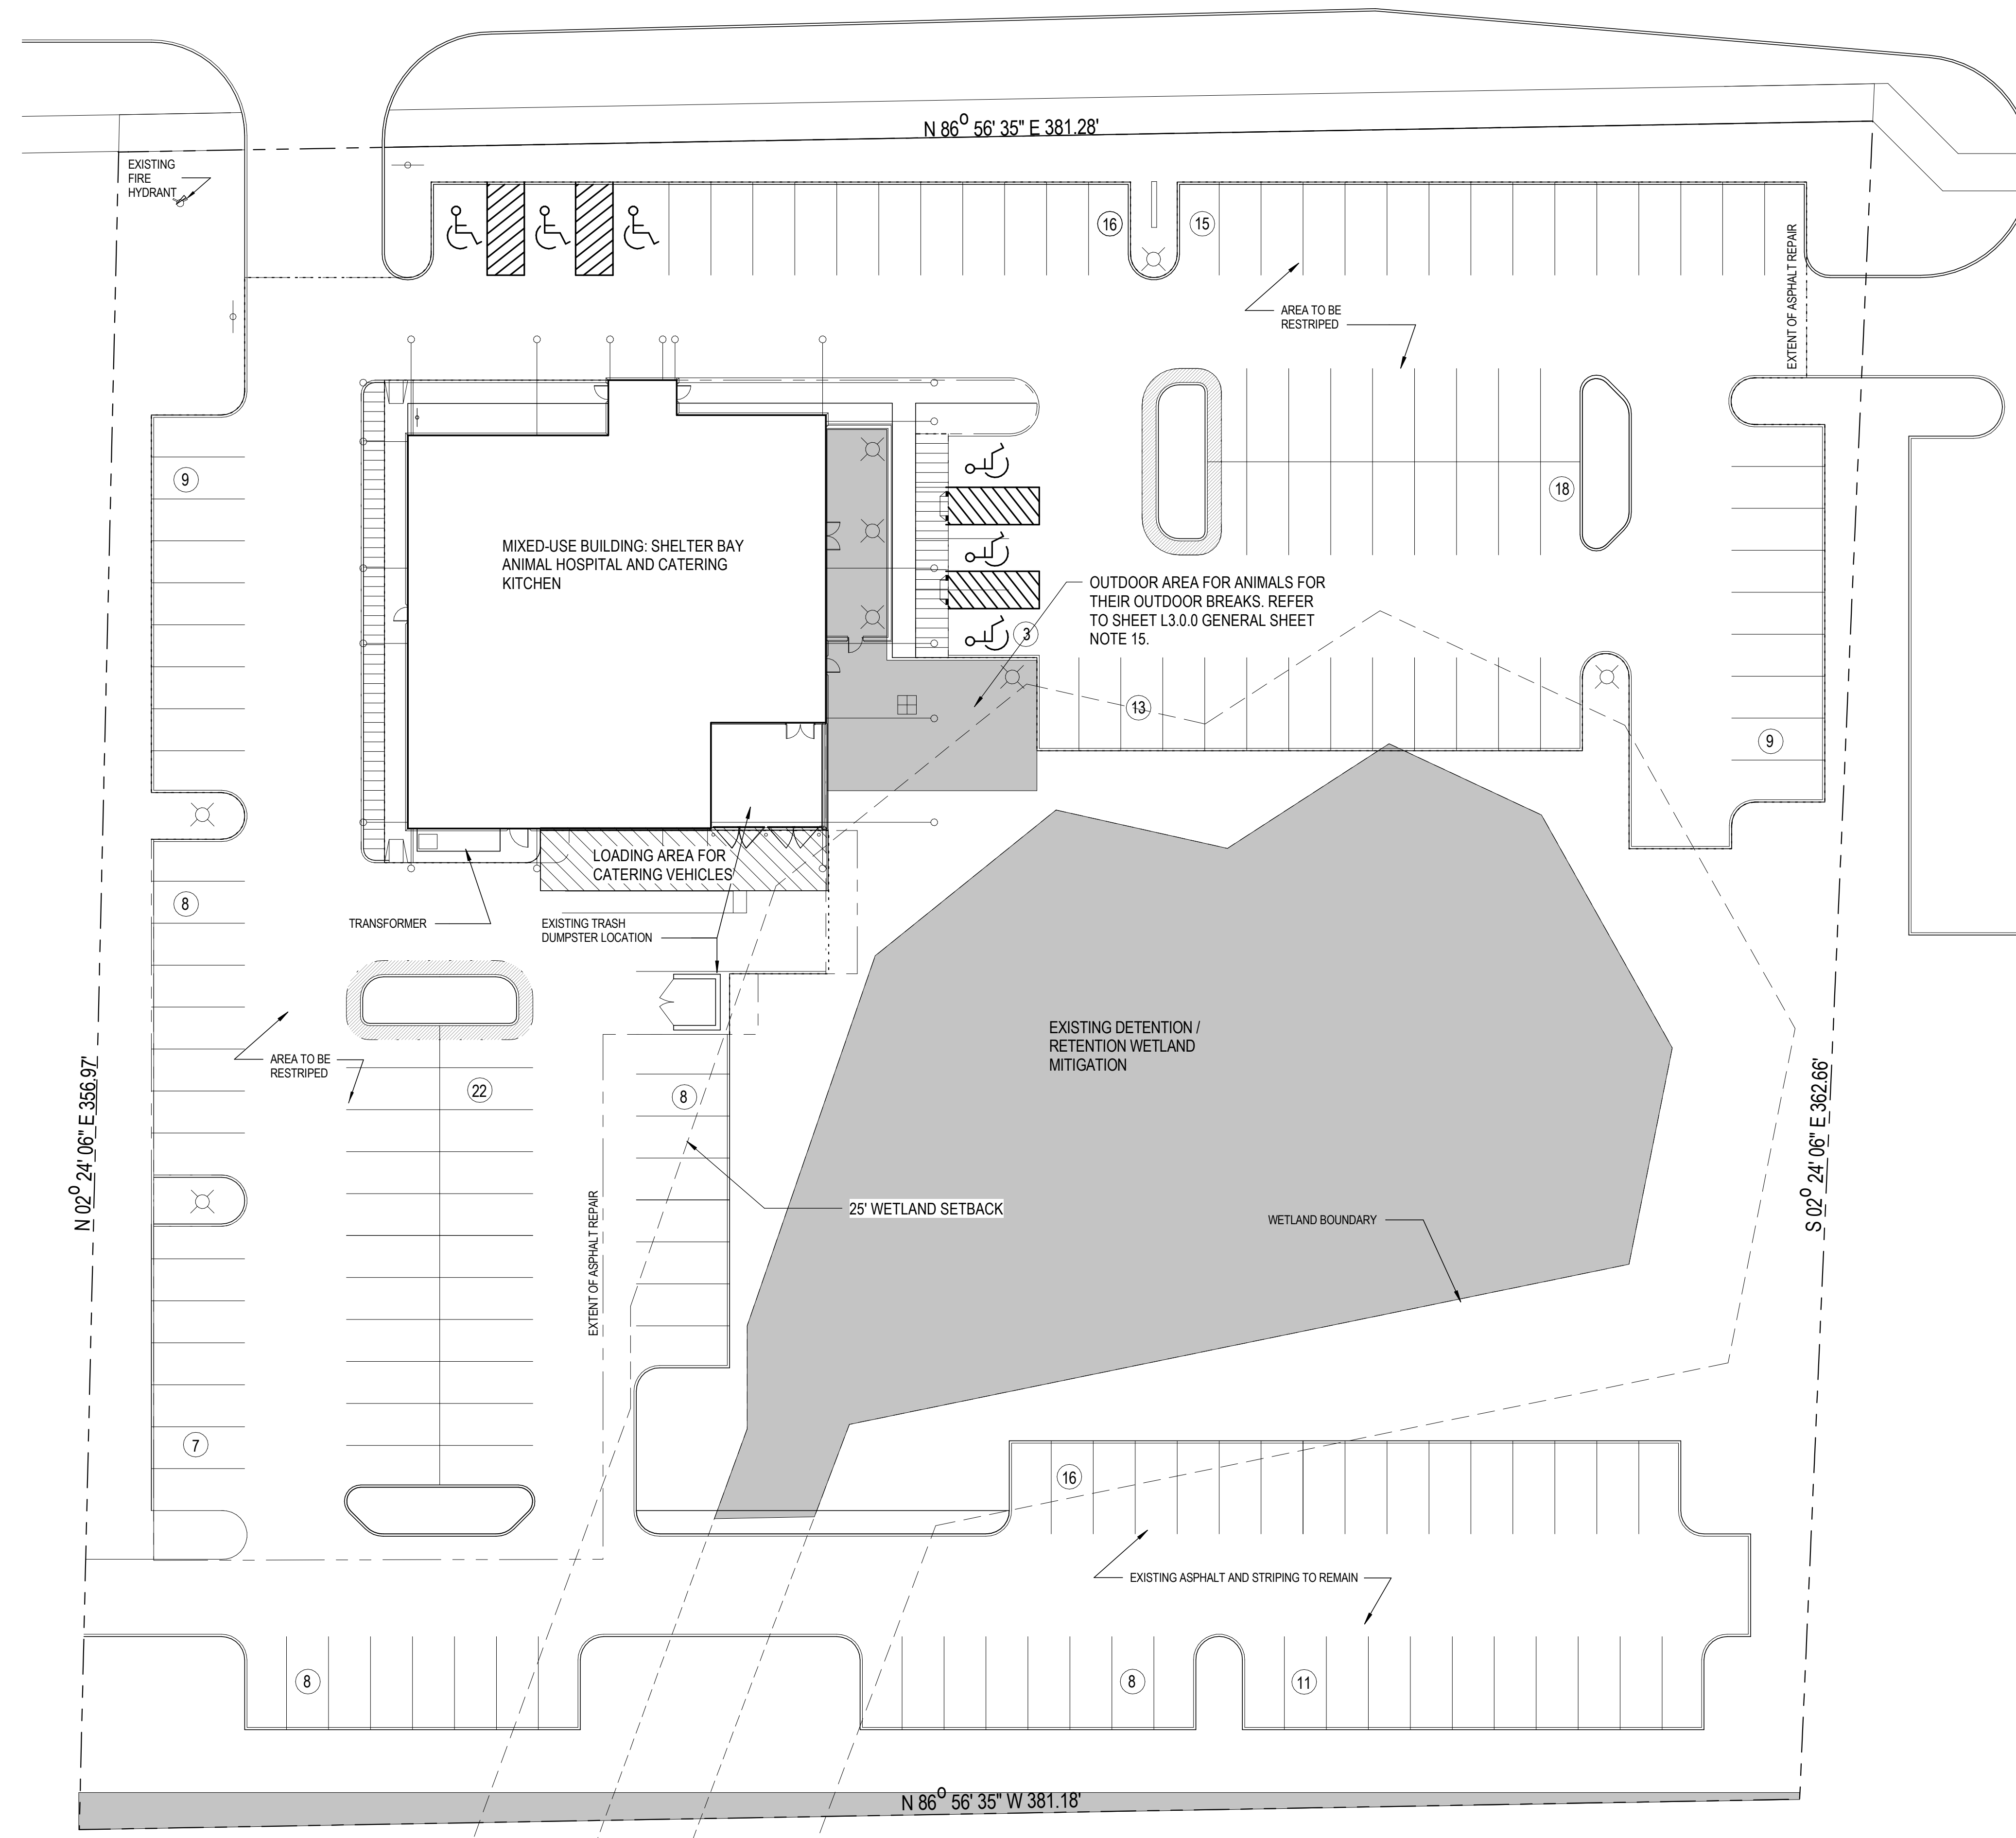 N 86° 56' 35" E 381.28'
EXISTING
FIRE
HYDRANT
16
15
EXTENT OF ASPHALT REPAIR
AREA TO BE
RESTRIPED
9
18
MIXED-USE BUILDING: SHELTER BAY
ANIMAL HOSPITAL AND CATERING
KITCHEN
OUTDOOR AREA FOR ANIMALS FOR
THEIR OUTDOOR BREAKS. REFER
TO SHEET L3.0.0 GENERAL SHEET
NOTE 15.
3
13
9
LOADING AREA FOR
CATERING VEHICLES
8
TRANSFORMER
EXISTING TRASH
DUMPSTER LOCATION
EXISTING DETENTION /
RETENTION WETLAND
MITIGATION
AREA TO BE
RESTRIPED
22
8
N 02° 24' 06" E 356.97'
S 02° 24' 06" E 362.66'
25' WETLAND SETBACK
WETLAND BOUNDARY
EXTENT OF ASPHALT REPAIR
7
16
EXISTING ASPHALT AND STRIPING TO REMAIN
8
8
11
N 86° 56' 35" W 381.18'